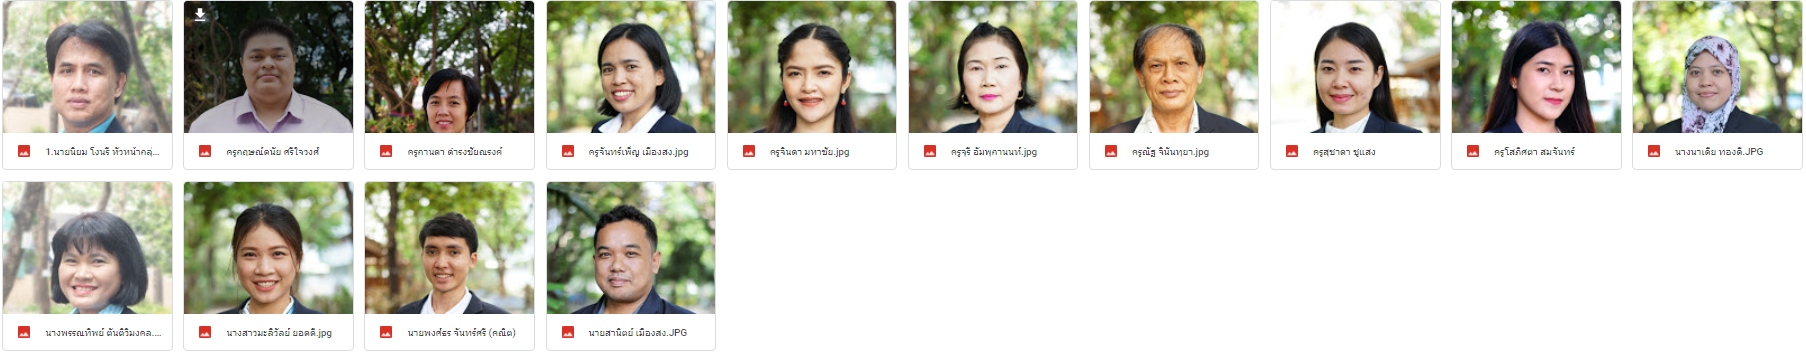 1.นายนิยม โงนรี หัวหน้ากลุ่...
ครูกฤษณ์ดนัย ศรีใจวงศ์
ครูกานดา ดำรงชัยณรงค์
ครูจันทร์เพ็ญ เมืองสง.jpg
ครูจินดา มหาชัย.jpg
ครูจุรี อัมพุกานนท์.jpg
ครูณัฐ จินันทุยา.jpg
ครูสุชาดา ชูแสง
ครูโสภิศตา สมจันทร์
นางนาเดีย ทองดี.JPG
นางพรรณทิพย์ ตันติวิมงคล....
นางสาวมะลิวัลย์ ยอดดี.jpg
นายพงศ์ธร จันทร์ศรี (คณิต)
นายสานิตย์ เมืองสง.JPG